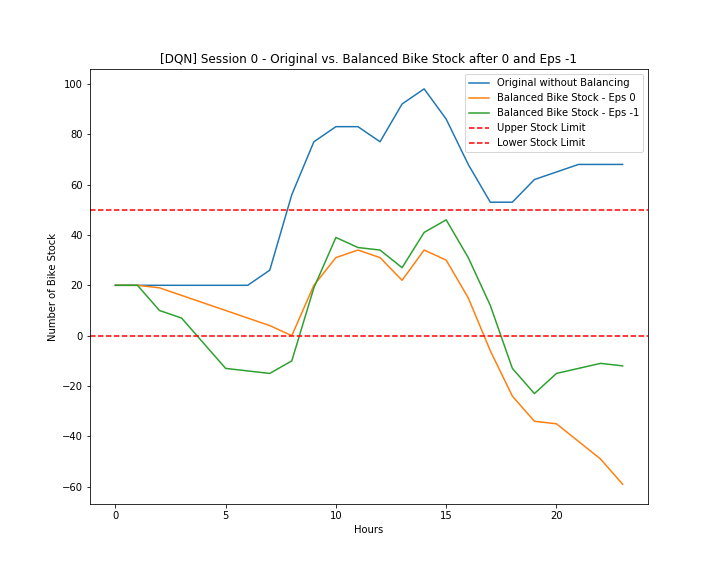 [DQN] Session 0 - Original vs. Balanced Bike Stock after 0 and Eps -1
Original without Balancing
Balanced Bike Stock - Eps 0
Balanced Bike Stock - Eps -1
Upper Stock Limit
Lower Stock Limit
Number of Bike Stock
100
80
60
40
20
0
−20
−40
−60
0 5 10 15 20
Hours